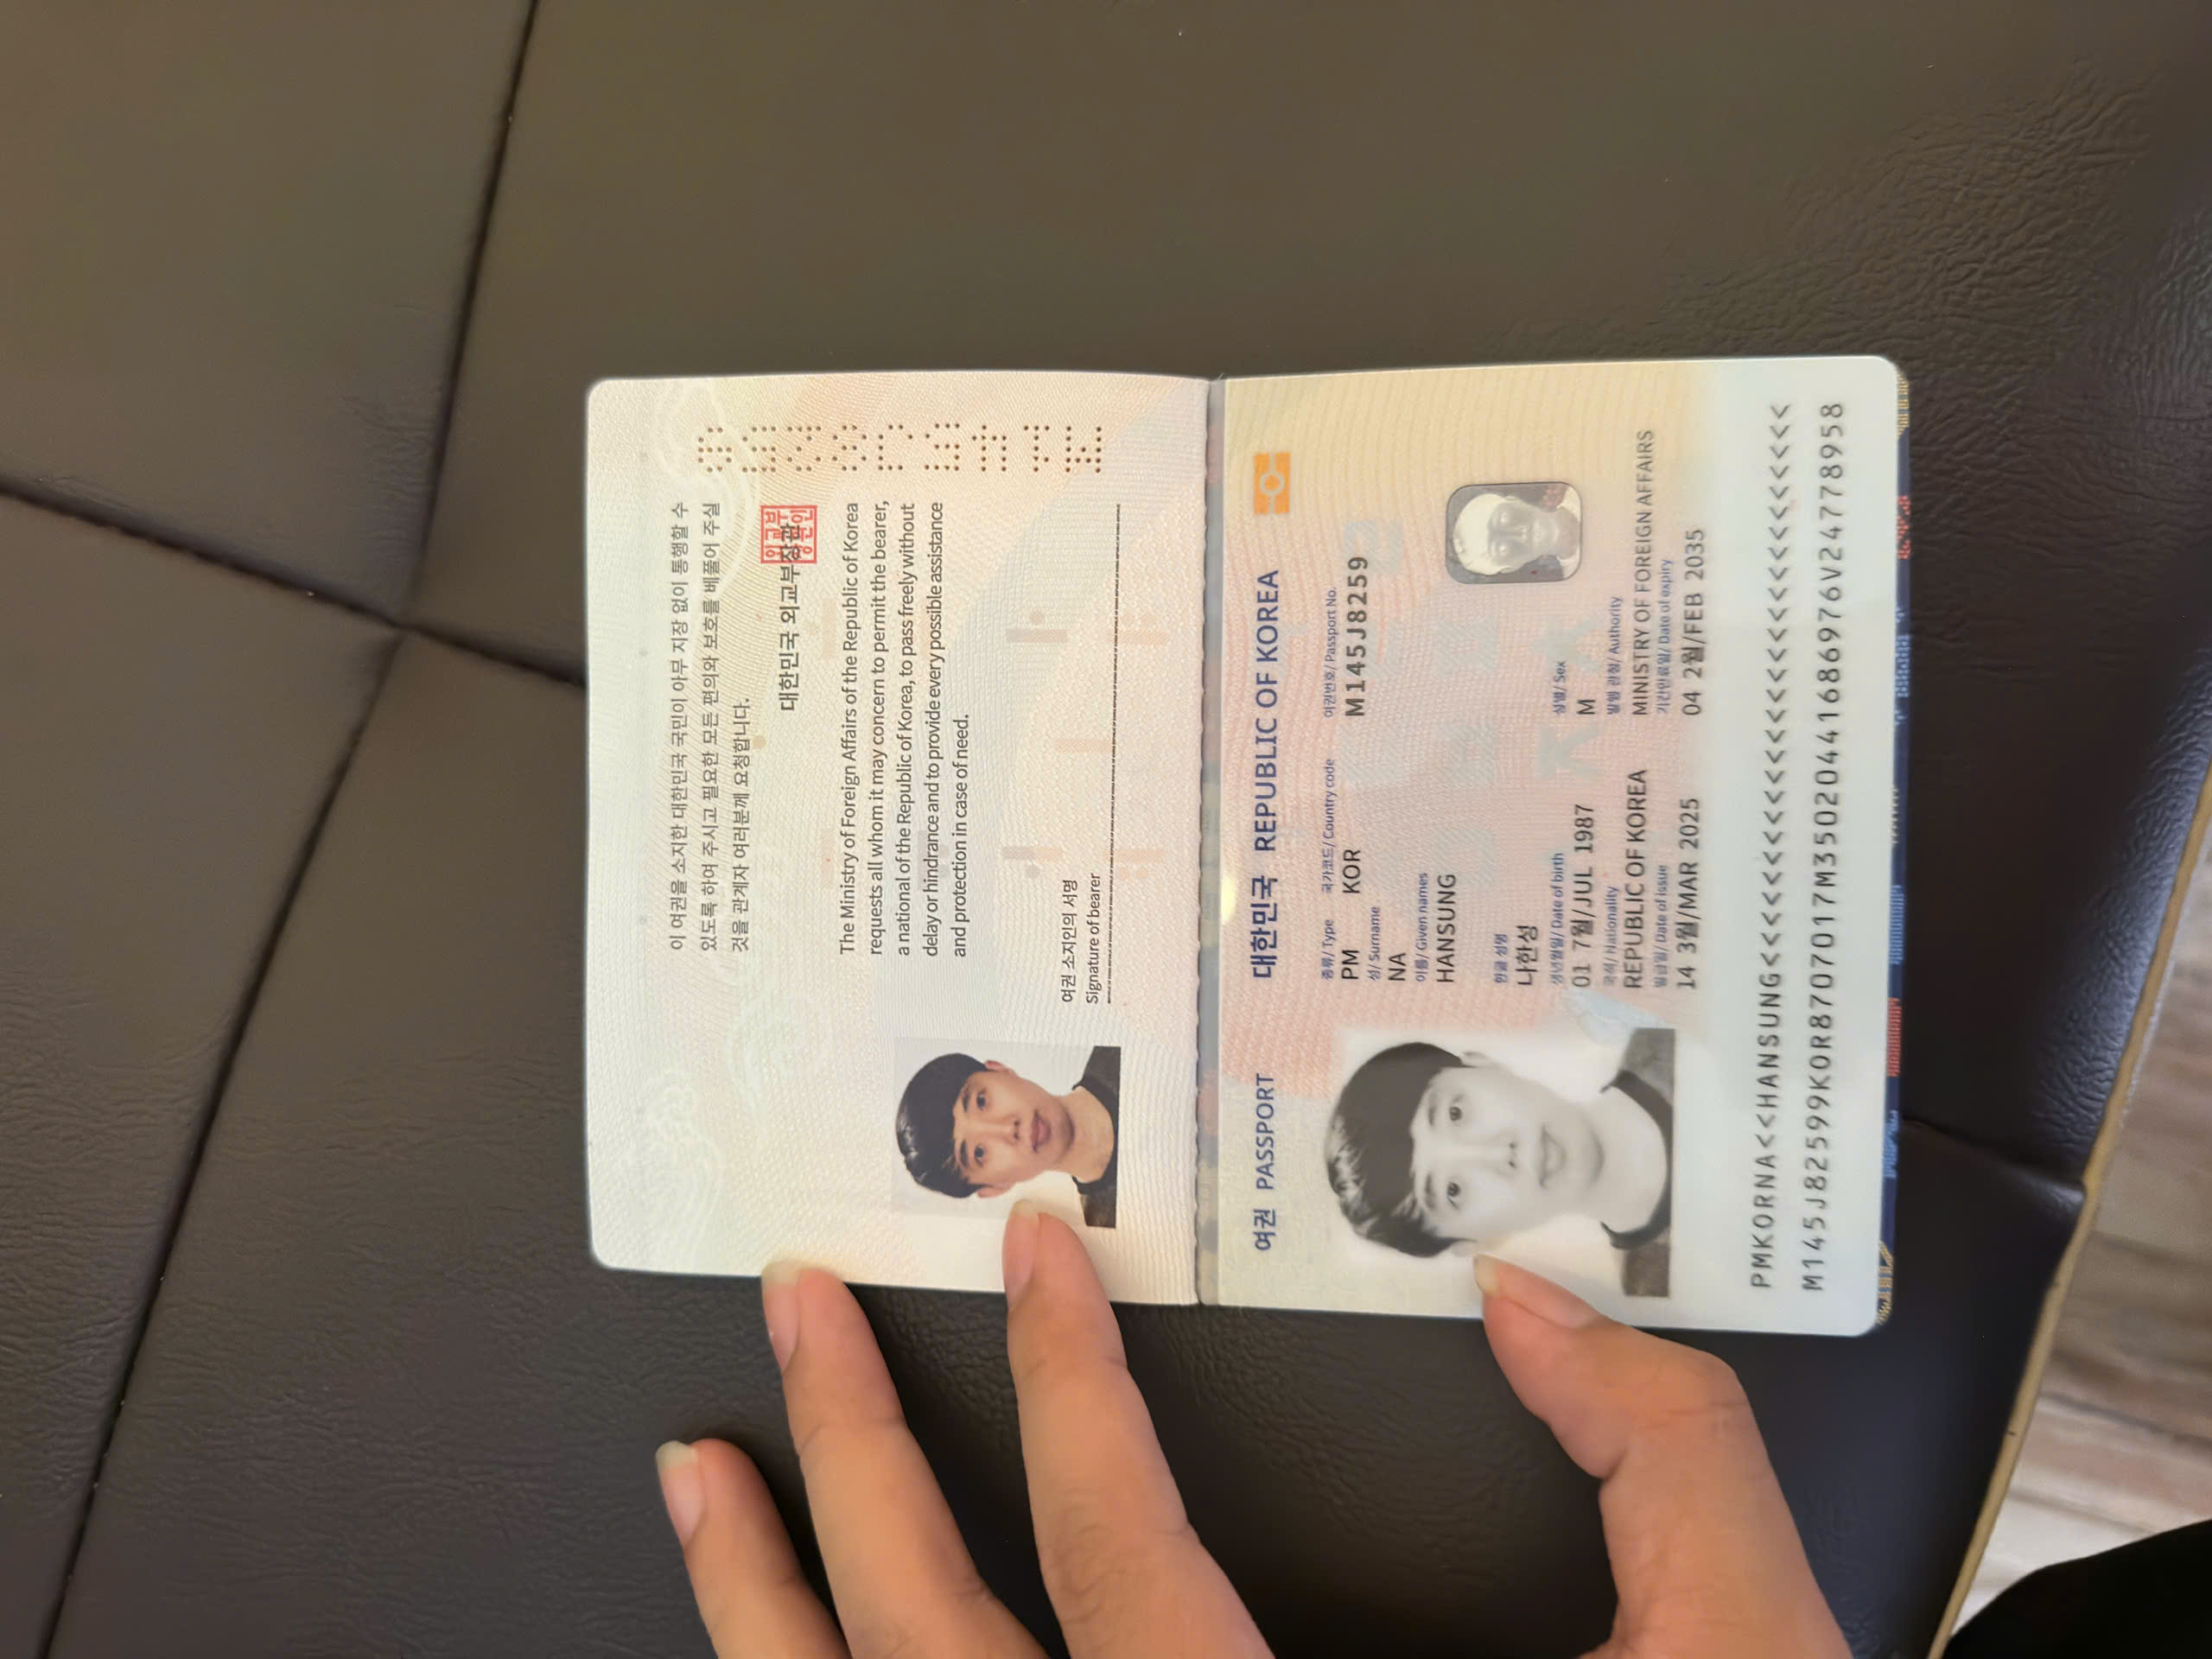 이 여권을 소지한 대한민국 국민이 아무 지장 없이 통행할 수
있도록 하여 주시고 필요한 모든 편의와 보호를 베풀어 주실
것을 관계자 여러분께 요청합니다.
대한민국 외교부장관
외교부
장관인
The Ministry of Foreign Affairs of the Republic of Korea
requests all whom it may concern to permit the bearer,
a national of the Republic of Korea, to pass freely without
delay or hindrance and to provide every possible assistance
and protection in case of need.
여권 소지인의 서명
Signature of bearer
M145J8259
여권 PASSPORT 대한민국 REPUBLIC OF KOREA
종류/ Type 국가코드/ Country code 여권번호/ Passport No.
PM KOR M145J8259
성/ Surname
NA
이름/ Given names
HANSUNG
한글 성명
나한성
생년월일/ Date of birth 성별/ Sex
01 7월/JUL 1987 M
국적/ Nationality 발행 관청/ Authority
REPUBLIC OF KOREA MINISTRY OF FOREIGN AFFAIRS
발급일/ Date of issue 기간만료일/ Date of expiry
14 3월/MAR 2025 04 2월/FEB 2035
PMKORNA<<HANSUNG<<<<<<<<<<<<<<<<<<<<<<<<<<<<
M145J82599KOR8707017M35020441686976V24778958